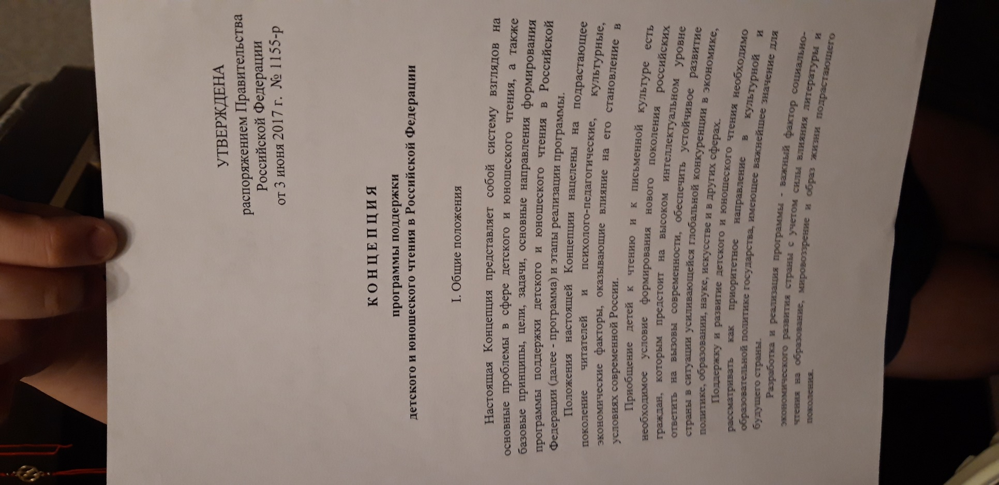 УТВЕРЖДЕНА
распоряжением Правительства
Российской Федерации
от 3 июня 2017 г. № 1155-р
КОНЦЕПЦИЯ
программы поддержки
детского и юношеского чтения в Российской Федерации
I. Общие положения
Настоящая Концепция представляет собой систему взглядов на
основные проблемы в сфере детского и юношеского чтения, а также
базовые принципы, цели, задачи, основные направления формирования
программы поддержки детского и юношеского чтения в Российской
Федерации (далее - программа) и этапы реализации программы.
Положения настоящей Концепции нацелены на подрастающее
поколение читателей и психолого-педагогические, культурные,
экономические факторы, оказывающие влияние на его становление в
условиях современной России.
Приобщение детей к чтению и к письменной культуре есть
необходимое условие формирования нового поколения российских
граждан, которым предстоит на высоком интеллектуальном уровне
ответить на вызовы современности, обеспечить устойчивое развитие
страны в ситуации усиливающейся глобальной конкуренции в экономике,
политике, образовании, науке, искусстве и в других сферах.
Поддержку и развитие детского и юношеского чтения необходимо
рассматривать как приоритетное направление в культурной и
образовательной политике государства, имеющее важнейшее значение для
будущего страны.
Разработка и реализация программы - важный фактор социально-
экономического развития страны с учетом силы влияния литературы и
чтения на образование, мировоззрение и образ жизни подрастающего
поколения.